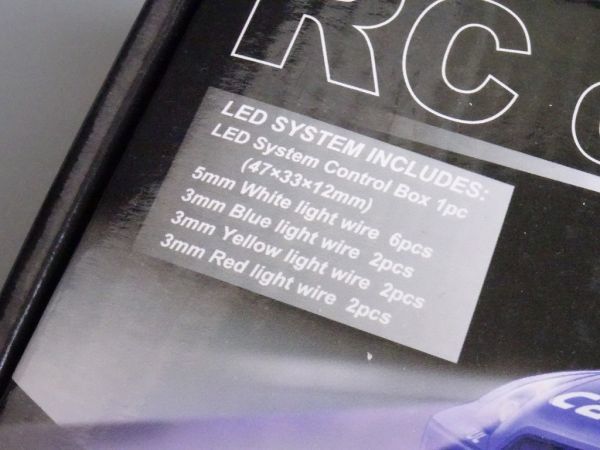 RC
LED SYSTEM INCLUDES:
LED System Control Box 1pc
(47×33×12mm)
5mm White light wire 6pcs
3mm Blue light wire 2pcs
3mm Yellow light wire 2pcs
3mm Red light wire 2pcs